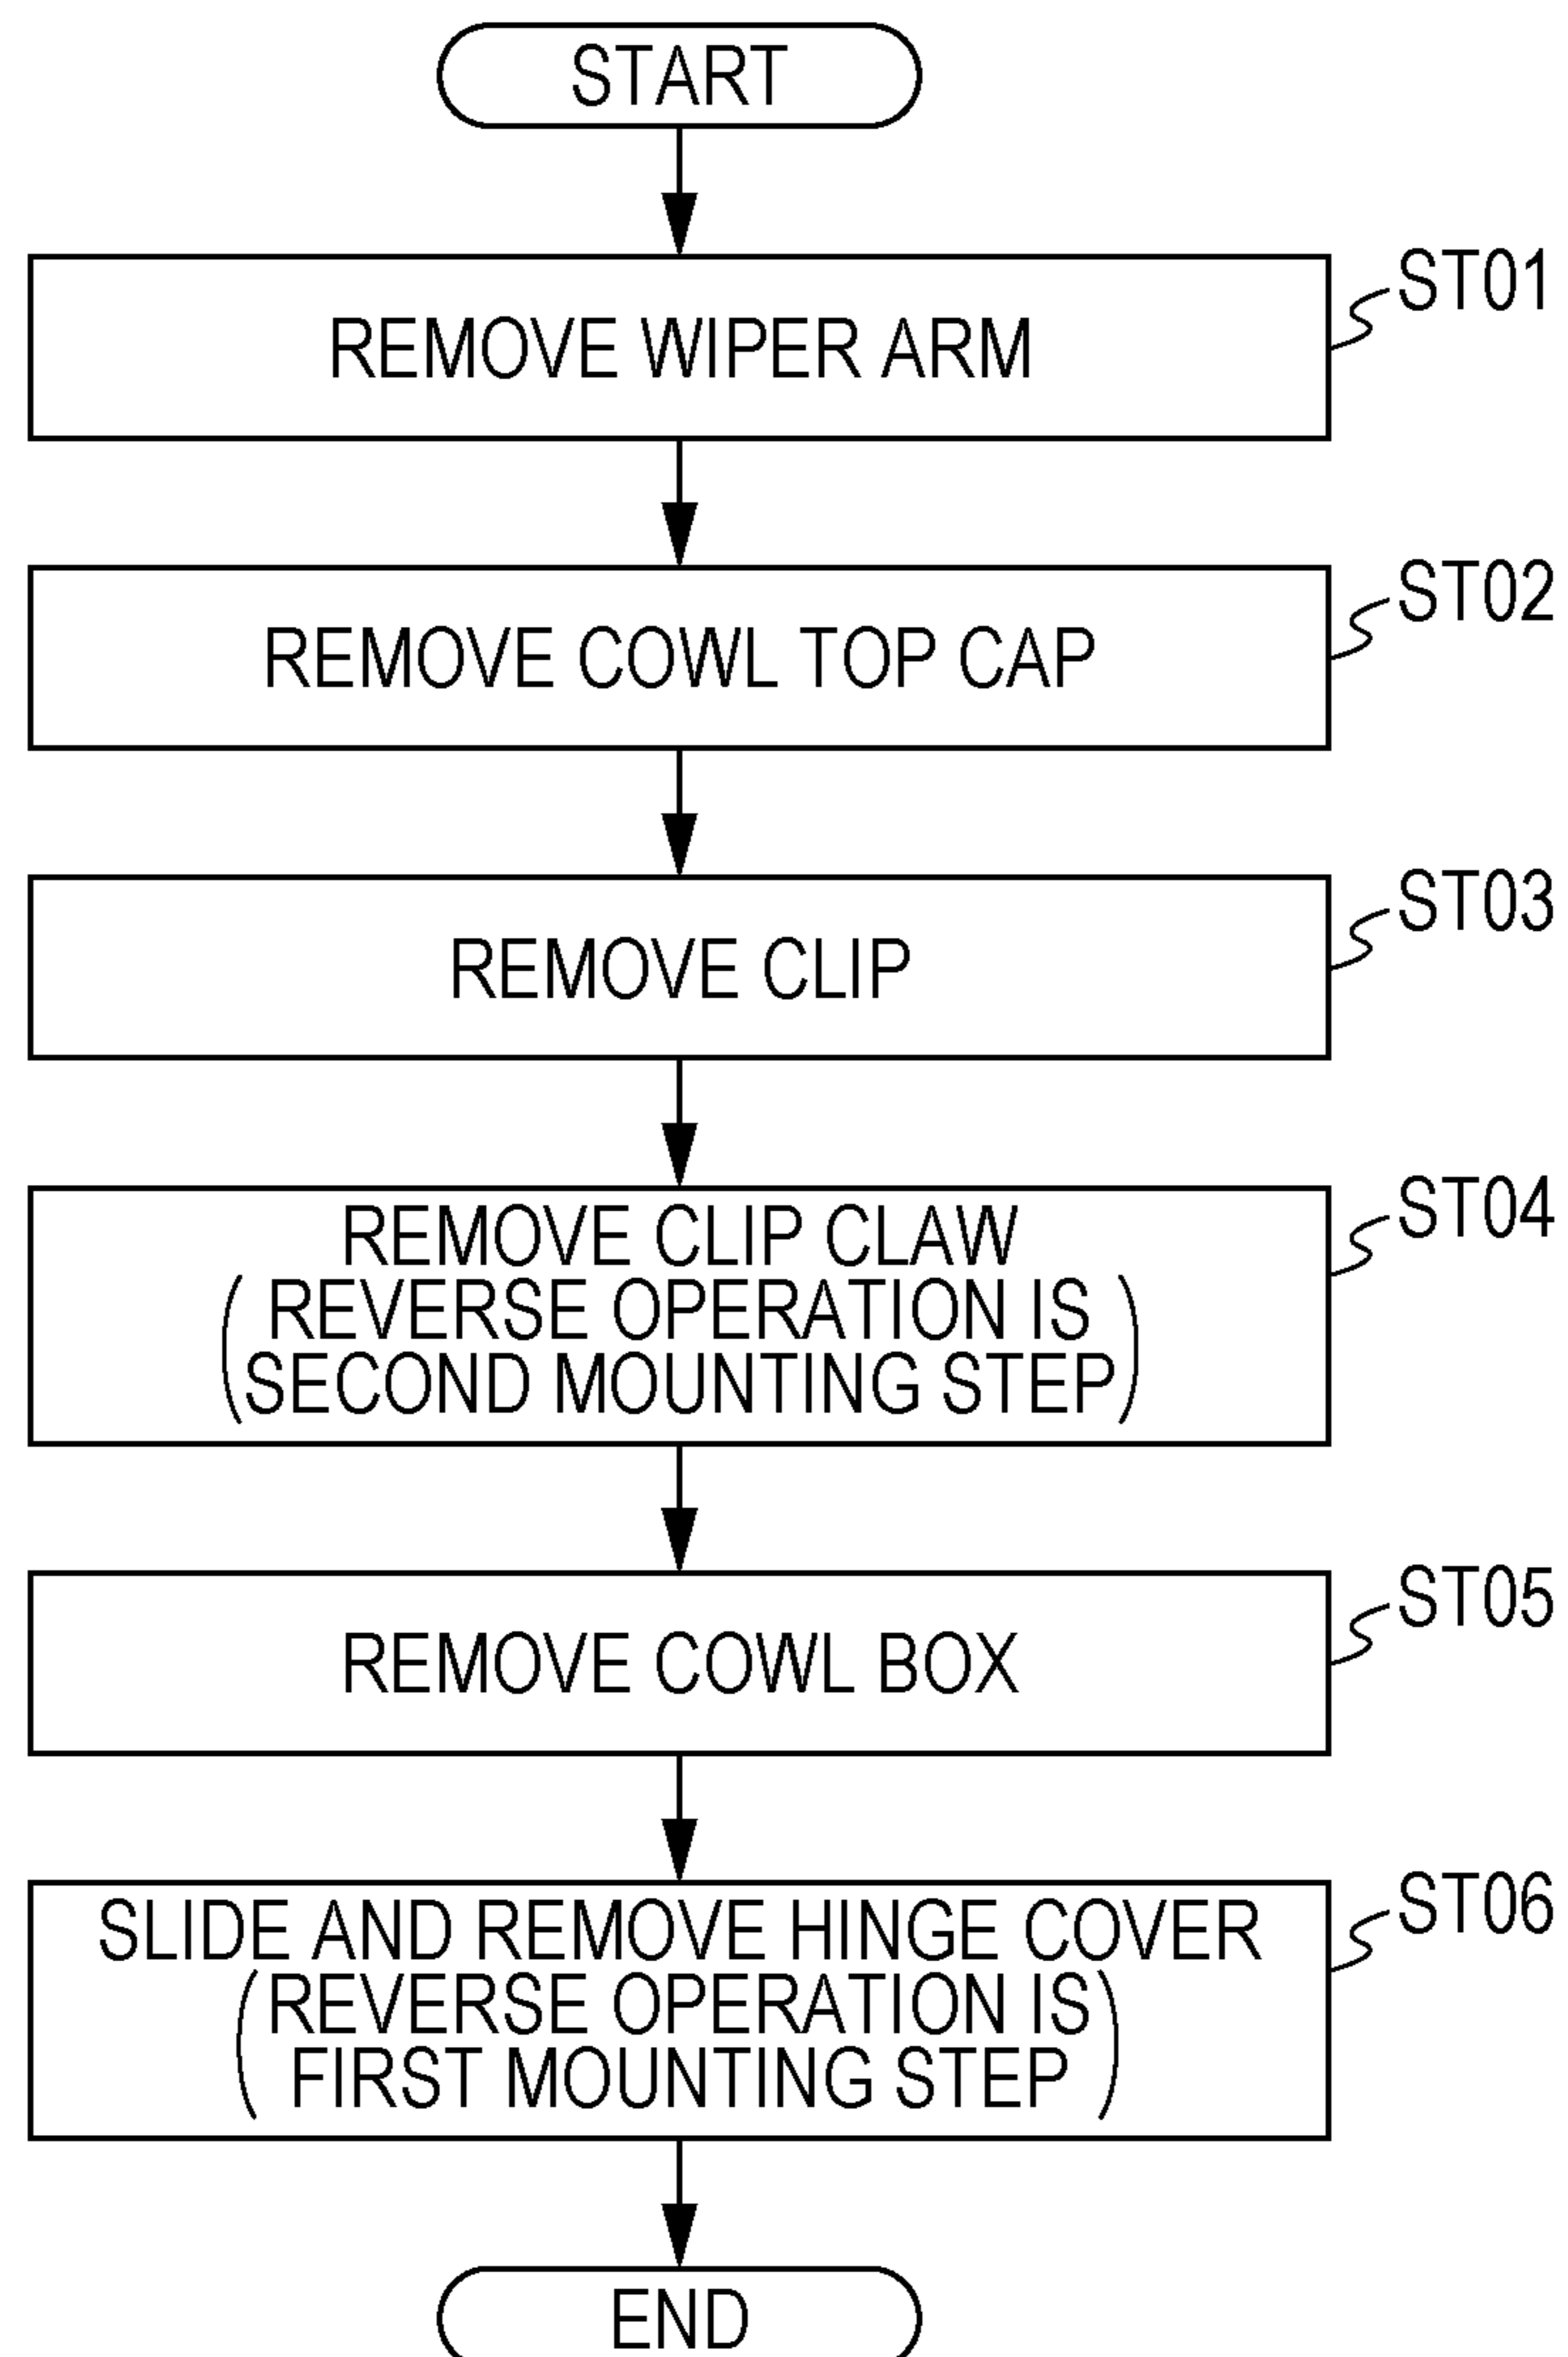 START
ST01
REMOVE WIPER ARM
ST02
REMOVE COWL TOP CAP
ST03
REMOVE CLIP
ST04
REMOVE CLIP CLAW
(REVERSE OPERATION IS
SECOND MOUNTING STEP)
ST05
REMOVE COWL BOX
ST06
SLIDE AND REMOVE HINGE COVER
(REVERSE OPERATION IS
FIRST MOUNTING STEP)
END